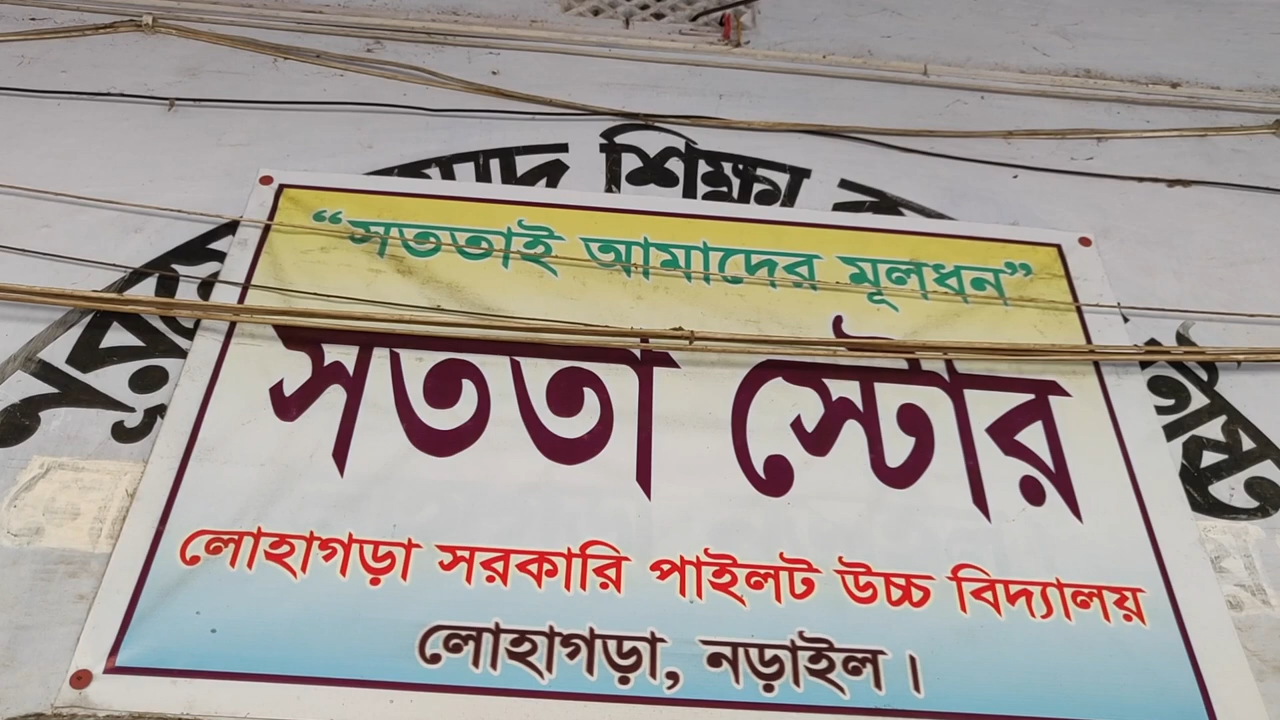 শিক্ষা
“সততাই আমাদের মূলধন”
সততা স্টোর
লোহাগড়া সরকারি পাইলট উচ্চ বিদ্যালয়
লোহাগড়া, নড়াইল।